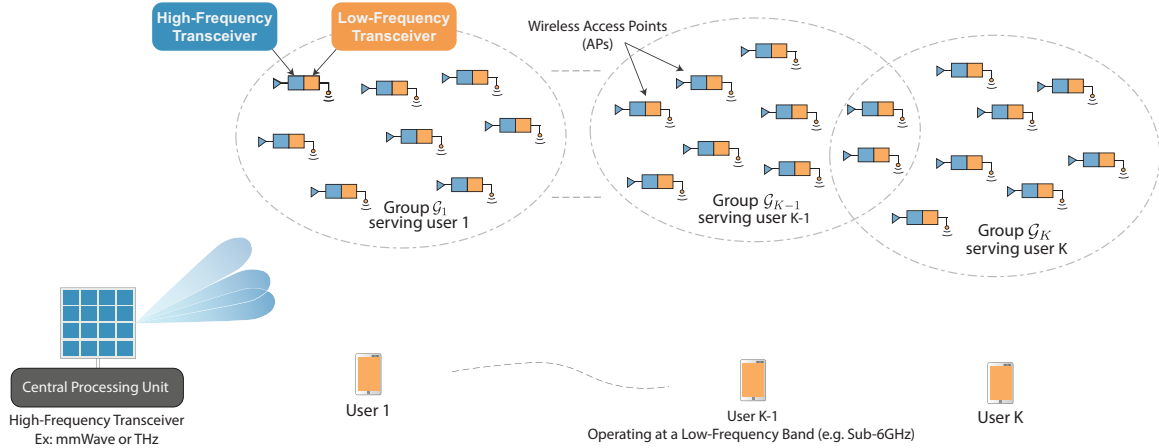 High-Frequency
Transceiver
Low-Frequency
Transceiver
Wireless Access Points
(APs)
Group 𝒢₁
serving user 1
Group 𝒢_{K−1}
serving user K-1
Group 𝒢_K
serving user K
Central Processing Unit
High-Frequency Transceiver
Ex: mmWave or THz
User 1
User K-1
Operating at a Low-Frequency Band (e.g. Sub-6GHz)
User K